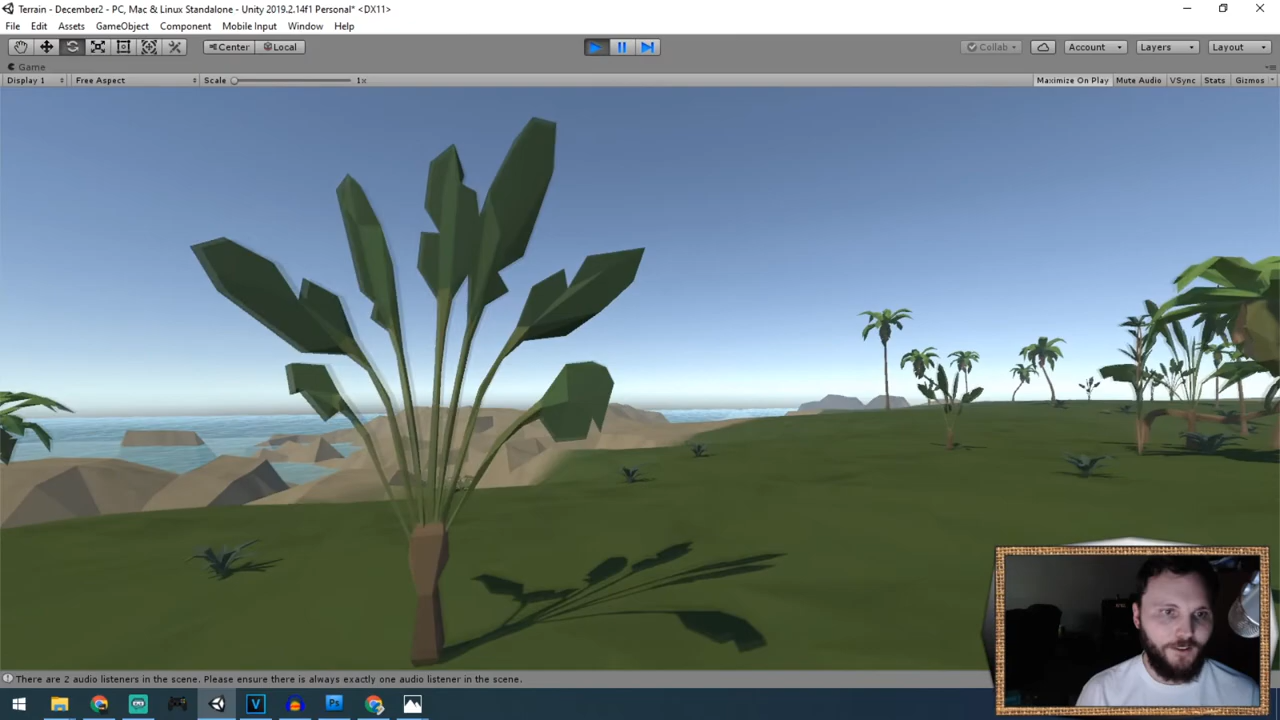 Terrain - December2 - PC, Mac & Linux Standalone - Unity 2019.2.14f1 Personal* <DX11>
File Edit Assets GameObject Component Mobile Input Window Help
Center Local Collab Account Layers Layout
Game
Display 1 Free Aspect Scale 1x Maximize On Play Mute Audio VSync Stats Gizmos
There are 2 audio listeners in the scene. Please ensure there is always exactly one audio listener in the scene.
V Ps